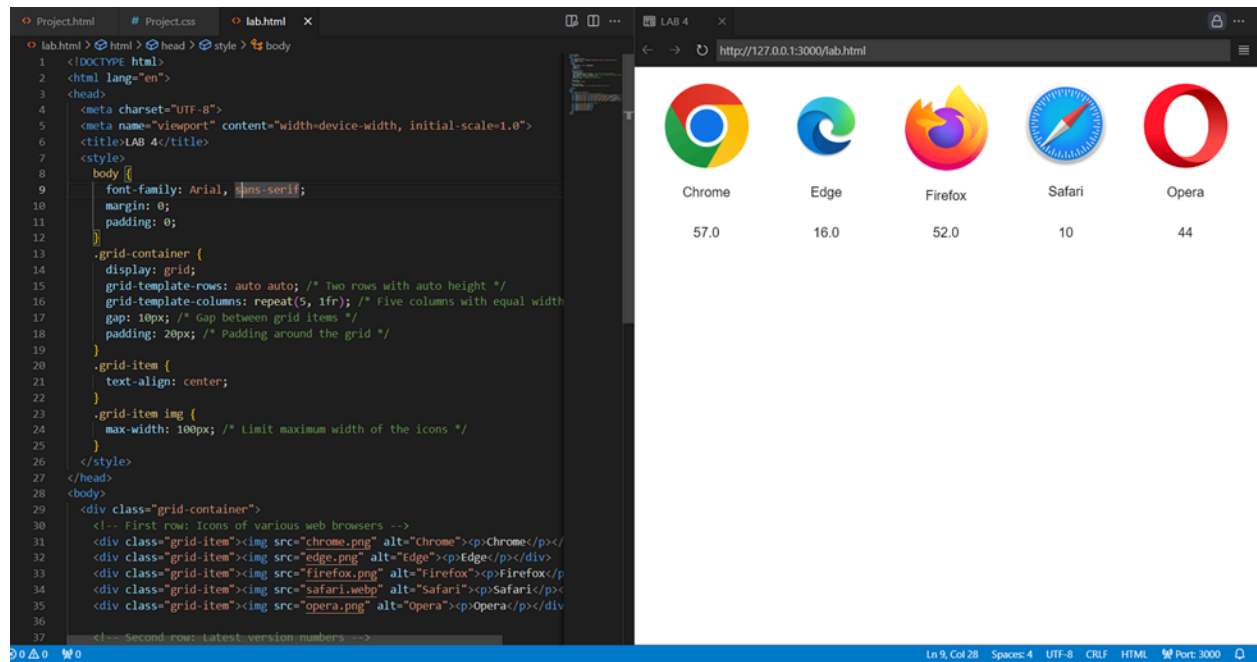 Project.html # Project.css lab.html X
lab.html > html > head > style > body
1 <!DOCTYPE html>
2 <html lang="en">
3 <head>
4 <meta charset="UTF-8">
5 <meta name="viewport" content="width=device-width, initial-scale=1.0">
6 <title>LAB 4</title>
7 <style>
8 body {
9 font-family: Arial, sans-serif;
10 margin: 0;
11 padding: 0;
12 }
13 .grid-container {
14 display: grid;
15 grid-template-rows: auto auto; /* Two rows with auto height */
16 grid-template-columns: repeat(5, 1fr); /* Five columns with equal width
17 gap: 10px; /* Gap between grid items */
18 padding: 20px; /* Padding around the grid */
19 }
20 .grid-item {
21 text-align: center;
22 }
23 .grid-item img {
24 max-width: 100px; /* Limit maximum width of the icons */
25 }
26 </style>
27 </head>
28 <body>
29 <div class="grid-container">
30 <!-- First row: Icons of various web browsers -->
31 <div class="grid-item"><img src="chrome.png" alt="Chrome"><p>Chrome</p></
32 <div class="grid-item"><img src="edge.png" alt="Edge"><p>Edge</p></div>
33 <div class="grid-item"><img src="firefox.png" alt="Firefox"><p>Firefox</p
34 <div class="grid-item"><img src="safari.webp" alt="Safari"><p>Safari</p><
35 <div class="grid-item"><img src="opera.png" alt="Opera"><p>Opera</p></div
36
37 <!-- Second row: Latest version numbers -->
LAB 4
http://127.0.0.1:3000/lab.html
Chrome Edge Firefox Safari Opera
57.0 16.0 52.0 10 44
0 0 0 Ln 9, Col 28 Spaces: 4 UTF-8 CRLF HTML Port: 3000